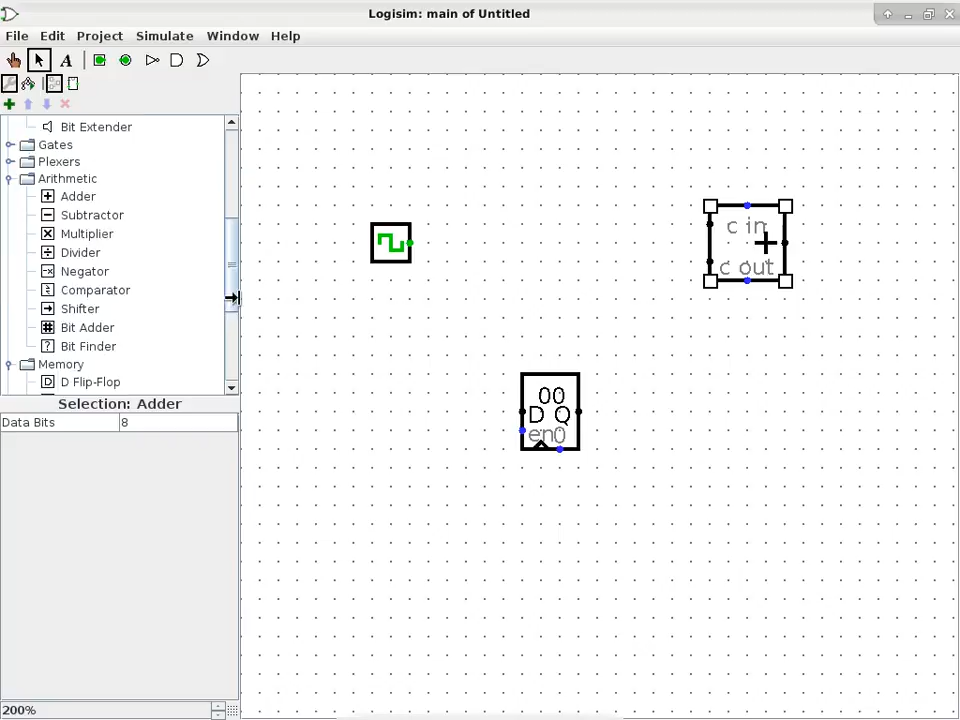 Logisim: main of Untitled
File Edit Project Simulate Window Help
A
Bit Extender
Gates
Plexers
Arithmetic
Adder
Subtractor
Multiplier
Divider
Negator
Comparator
Shifter
Bit Adder
Bit Finder
Memory
D Flip-Flop
Selection: Adder
Data Bits 8
200%
c in
c out
00
D Q
en0